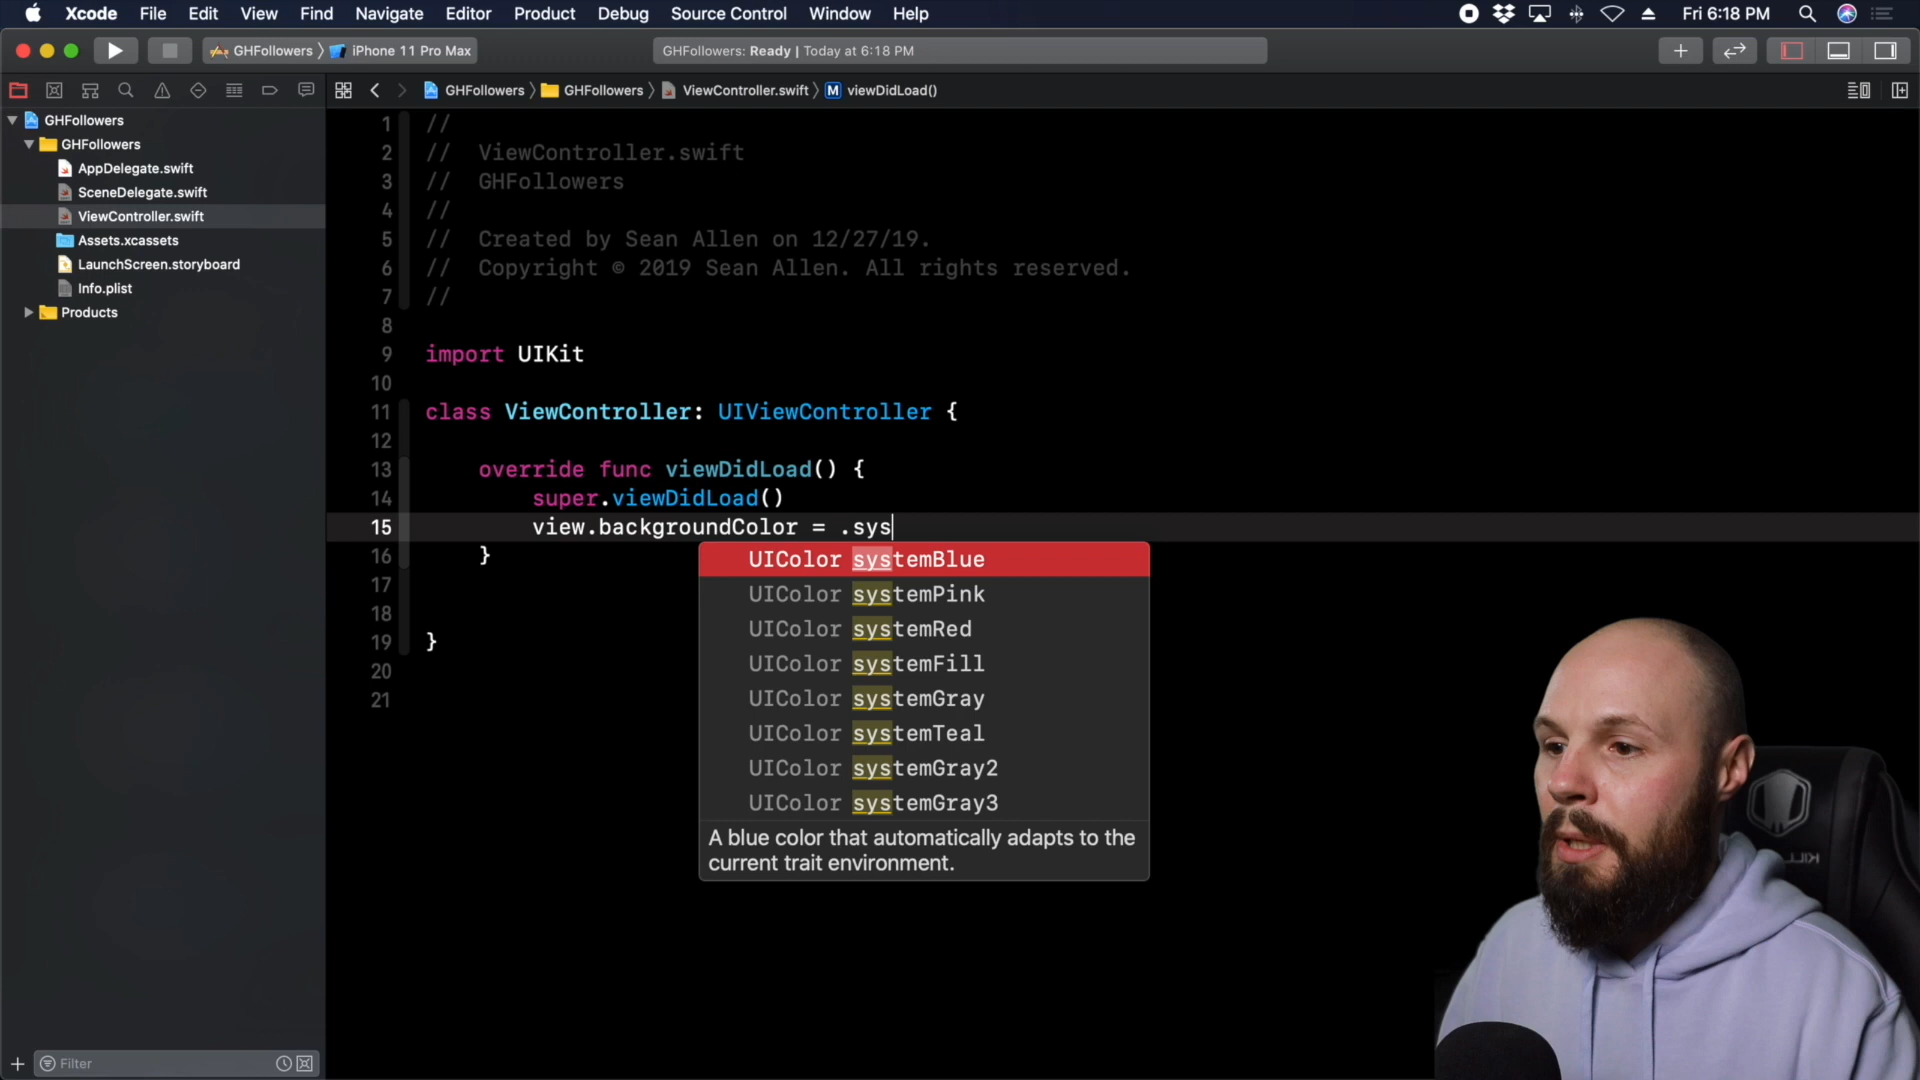 Xcode File Edit View Find Navigate Editor Product Debug Source Control Window Help Fri 6:18 PM
GHFollowers iPhone 11 Pro Max GHFollowers: Ready | Today at 6:18 PM
GHFollowers GHFollowers ViewController.swift M viewDidLoad()
GHFollowers
GHFollowers
AppDelegate.swift
SceneDelegate.swift
ViewController.swift
Assets.xcassets
LaunchScreen.storyboard
Info.plist
Products
1 //
2 // ViewController.swift
3 // GHFollowers
4 //
5 // Created by Sean Allen on 12/27/19.
6 // Copyright © 2019 Sean Allen. All rights reserved.
7 //
8
9 import UIKit
10
11 class ViewController: UIViewController {
12
13 override func viewDidLoad() {
14 super.viewDidLoad()
15 view.backgroundColor = .sys
16 }
17
18
19 }
20
21
UIColor systemBlue
UIColor systemPink
UIColor systemRed
UIColor systemFill
UIColor systemGray
UIColor systemTeal
UIColor systemGray2
UIColor systemGray3
A blue color that automatically adapts to the
current trait environment.
Filter